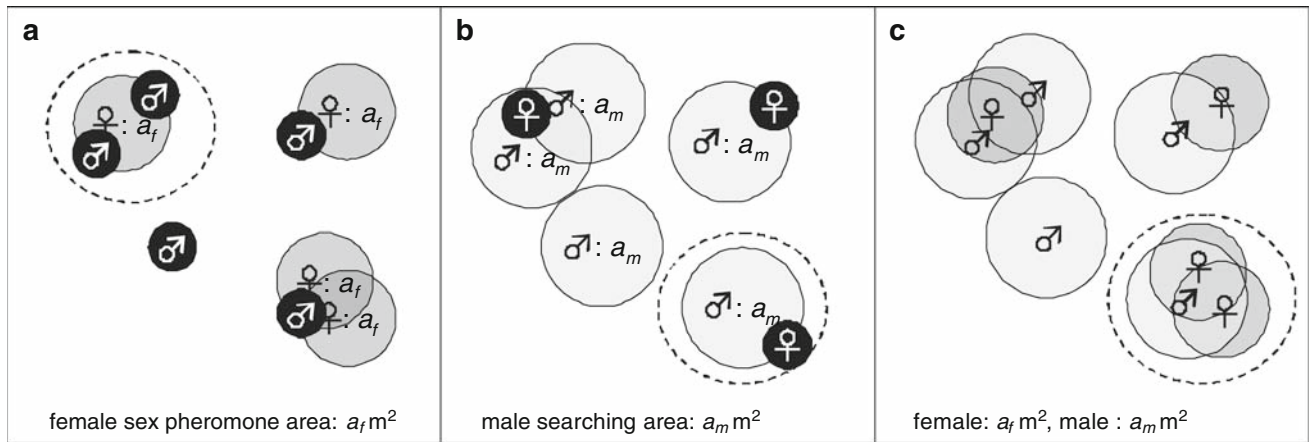 a
♂
♀: a_f
♂
♀: a_f
♂
♂
♀: a_f
♂
♀: a_f
female sex pheromone area: a_f m²
b
♀
♂: a_m
♂: a_m
♀
♂: a_m
♂: a_m
♂: a_m
♀
male searching area: a_m m²
c
♀
♂
♂
♀
♂
♂
♀
♂
♀
female: a_f m², male : a_m m²